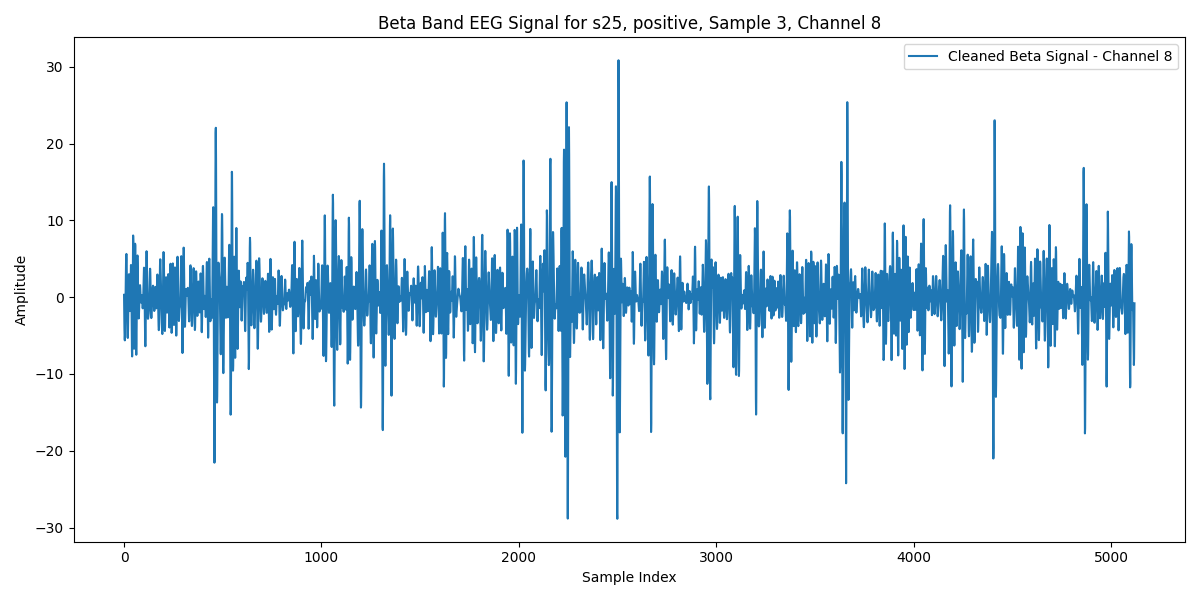 Beta Band EEG Signal for s25, positive, Sample 3, Channel 8
Cleaned Beta Signal - Channel 8
Amplitude
30
20
10
0
−10
−20
−30
0 1000 2000 3000 4000 5000
Sample Index